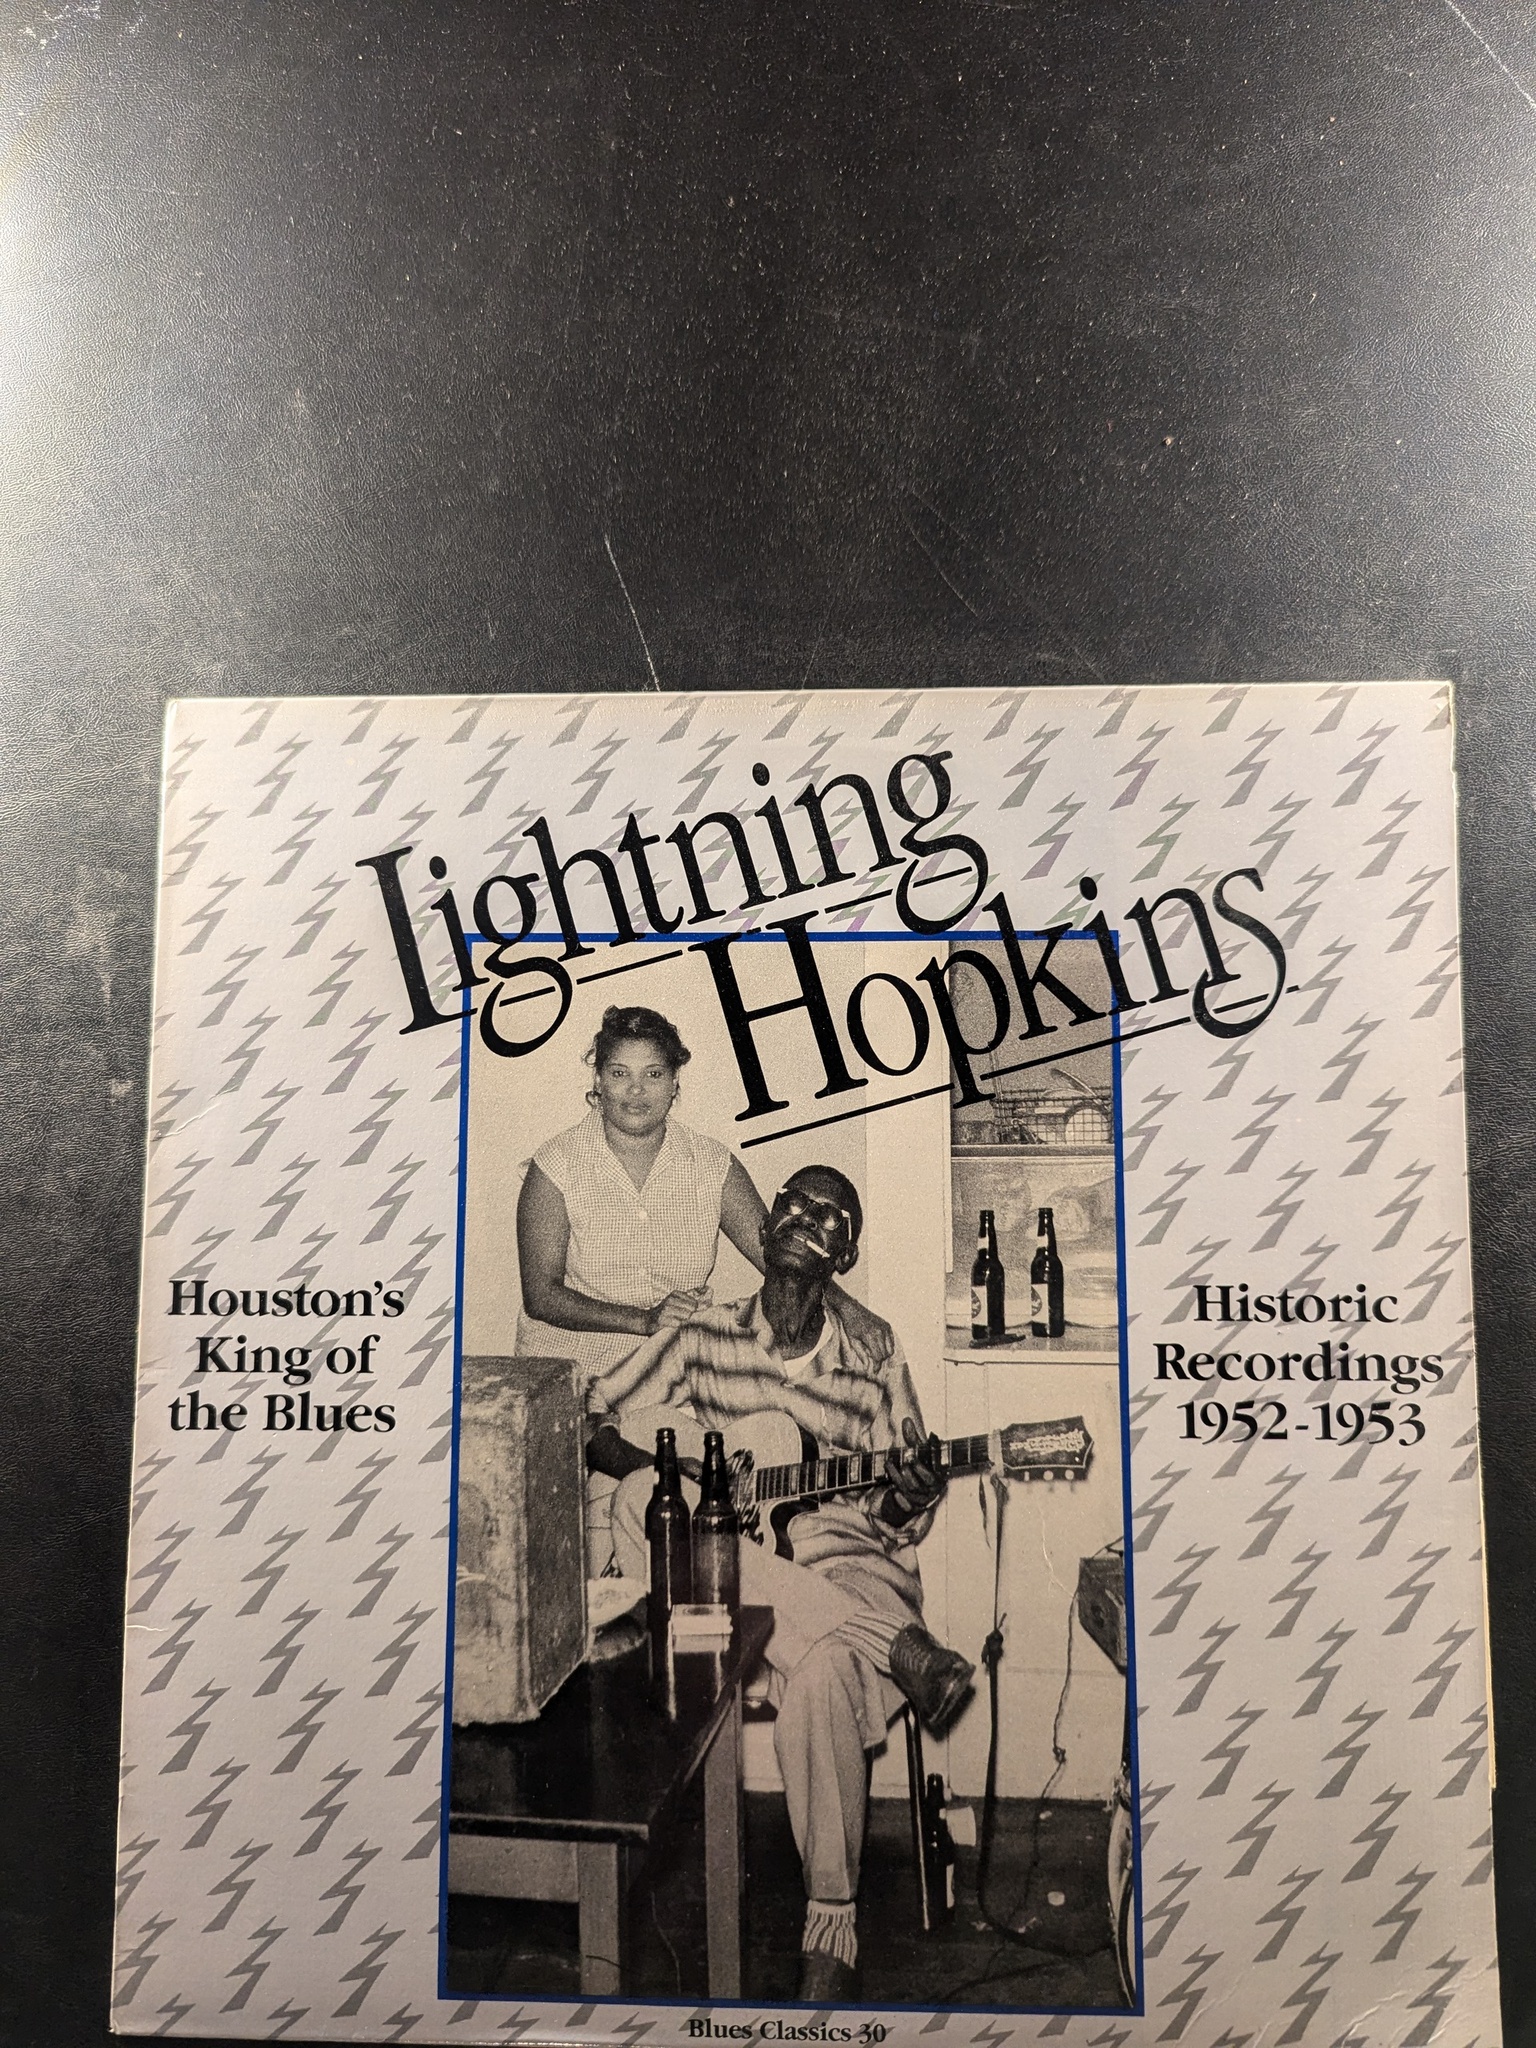 Lightning
Hopkins
Houston's
King of
the Blues
Historic
Recordings
1952-1953
Blues Classics 30